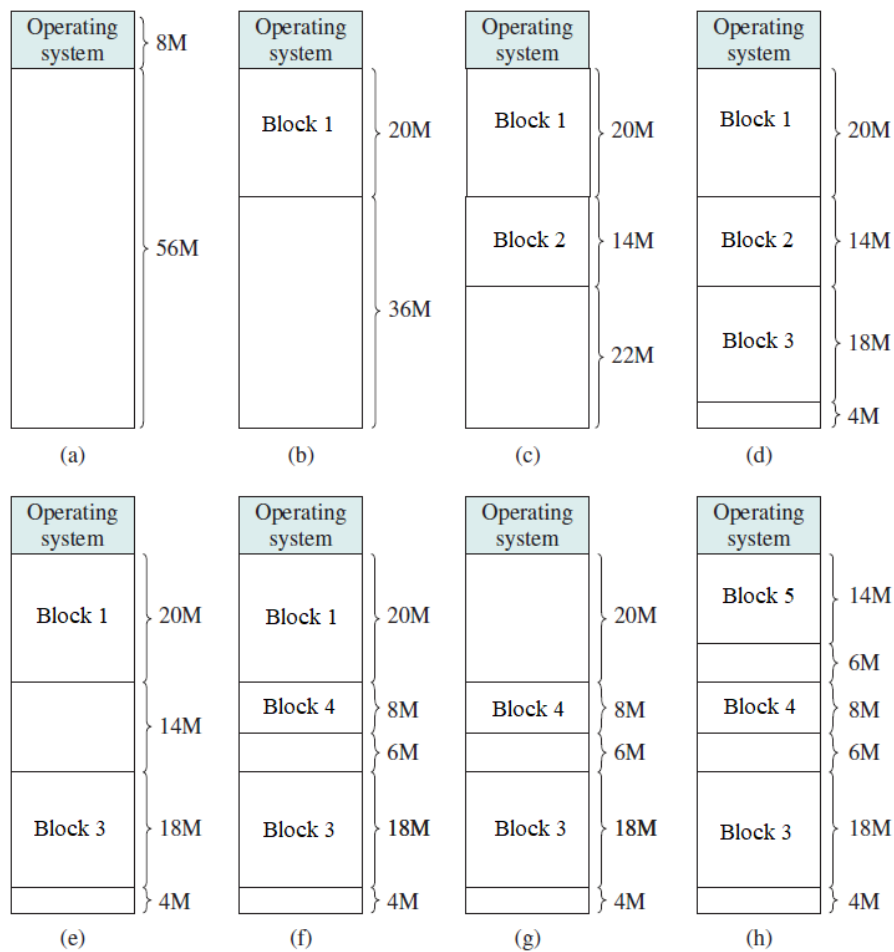 Operating
system
8M
56M
(a)
Operating
system
Block 1
20M
36M
(b)
Operating
system
Block 1
20M
Block 2
14M
22M
(c)
Operating
system
Block 1
20M
Block 2
14M
Block 3
18M
4M
(d)
Operating
system
Block 1
20M
14M
Block 3
18M
4M
(e)
Operating
system
Block 1
20M
Block 4
8M
6M
Block 3
18M
4M
(f)
Operating
system
20M
Block 4
8M
6M
Block 3
18M
4M
(g)
Operating
system
Block 5
14M
6M
Block 4
8M
6M
Block 3
18M
4M
(h)